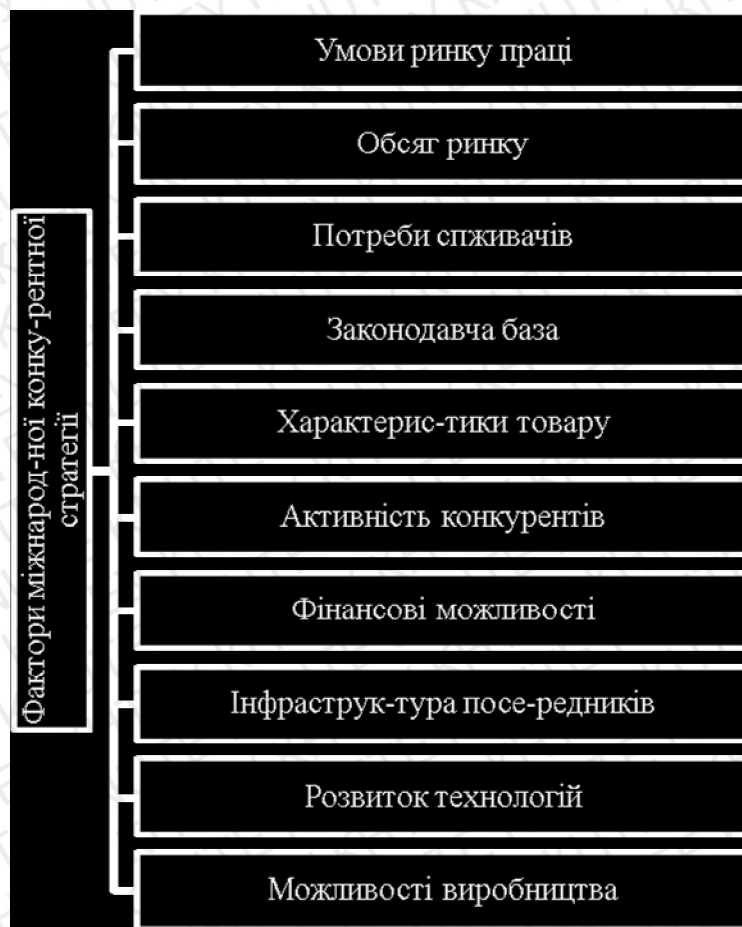 Фактори міжнарод-ної конку-рентної
стратегії
Умови ринку праці
Обсяг ринку
Потреби спживачів
Законодавча база
Характерис-тики товару
Активність конкурентів
Фінансові можливості
Інфраструк-тура посе-редників
Розвиток технологій
Можливості виробництва